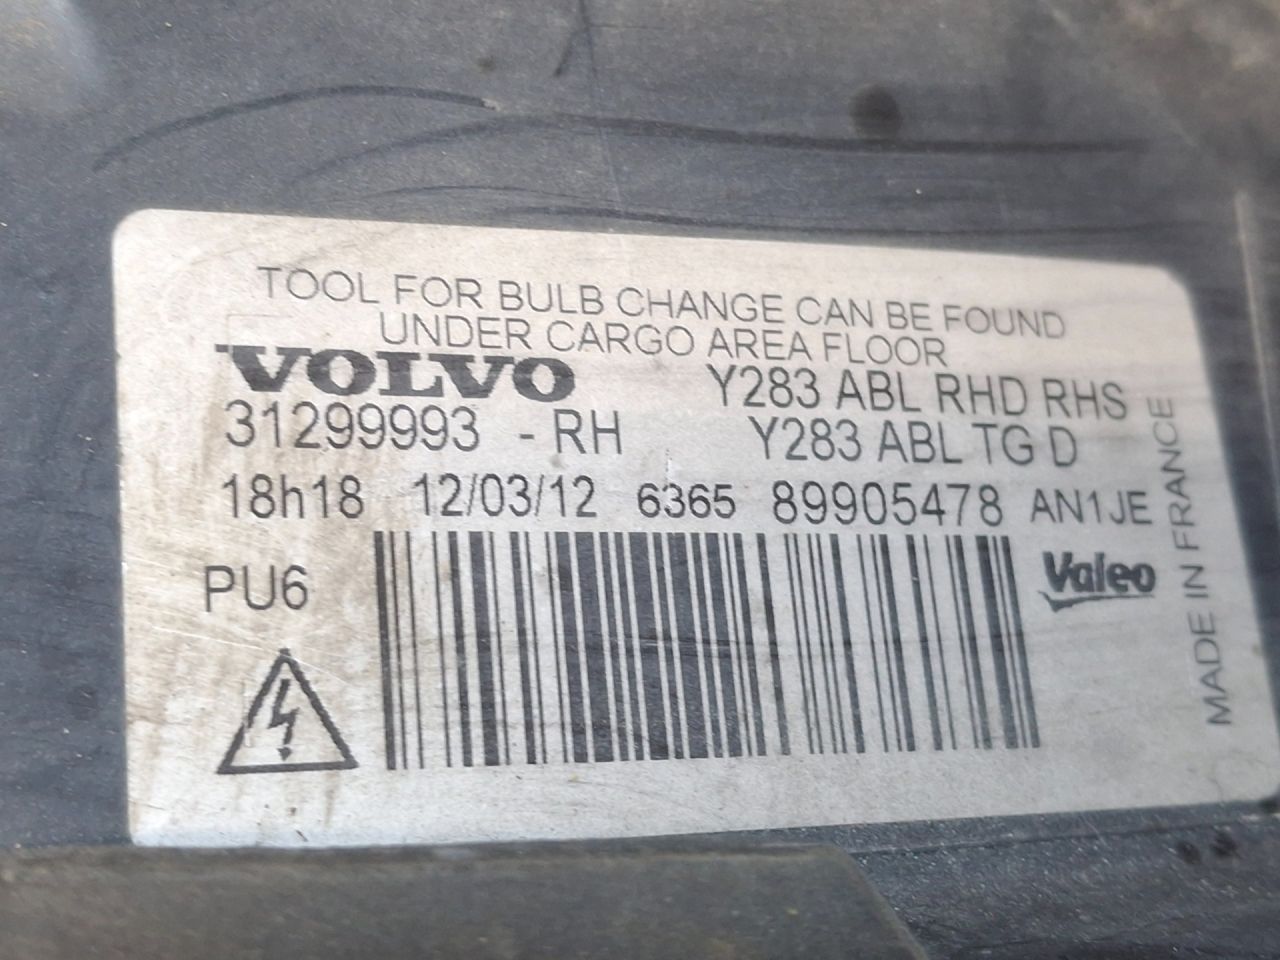 TOOL FOR BULB CHANGE CAN BE FOUND
UNDER CARGO AREA FLOOR
VOLVO
Y283 ABL RHD RHS
31299993 - RH
Y283 ABL TG D
18h18 12/03/12 6365 89905478 AN1JE
PU6
Valeo
MADE IN FRANCE